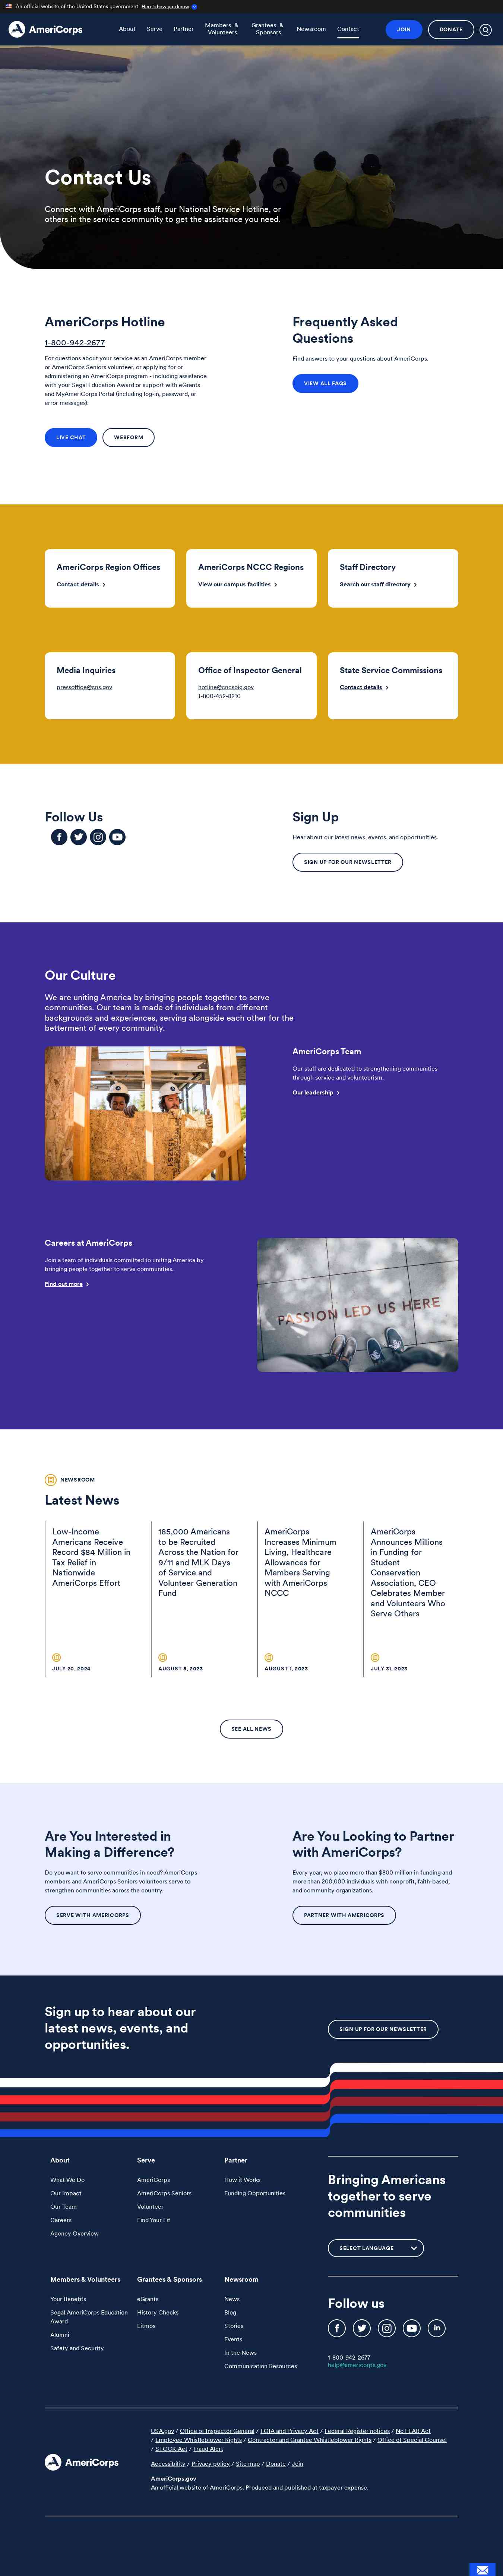 An official website of the United States government Here's how you know
AmeriCorps
About
Serve
Partner
Members &
Volunteers
Grantees &
Sponsors
Newsroom
Contact
JOIN
DONATE
Contact Us
Connect with AmeriCorps staff, our National Service Hotline, or
others in the service community to get the assistance you need.
AmeriCorps Hotline
1-800-942-2677
For questions about your service as an AmeriCorps member
or AmeriCorps Seniors volunteer, or applying for or
administering an AmeriCorps program - including assistance
with your Segal Education Award or support with eGrants
and MyAmeriCorps Portal (including log-in, password, or
error messages).
LIVE CHAT
WEBFORM
Frequently Asked
Questions
Find answers to your questions about AmeriCorps.
VIEW ALL FAQS
AmeriCorps Region Offices
Contact details
AmeriCorps NCCC Regions
View our campus facilities
Staff Directory
Search our staff directory
Media Inquiries
pressoffice@cns.gov
Office of Inspector General
hotline@cncsoig.gov
1-800-452-8210
State Service Commissions
Contact details
Follow Us
Sign Up
Hear about our latest news, events, and opportunities.
SIGN UP FOR OUR NEWSLETTER
Our Culture
We are uniting America by bringing people together to serve
communities. Our team is made of individuals from different
backgrounds and experiences, serving alongside each other for the
betterment of every community.
AmeriCorps Team
Our staff are dedicated to strengthening communities
through service and volunteerism.
Our leadership
Careers at AmeriCorps
Join a team of individuals committed to uniting America by
bringing people together to serve communities.
Find out more
PASSION LED US HERE
NEWSROOM
Latest News
Low-Income
Americans Receive
Record $84 Million in
Tax Relief in
Nationwide
AmeriCorps Effort
JULY 20, 2024
185,000 Americans
to be Recruited
Across the Nation for
9/11 and MLK Days
of Service and
Volunteer Generation
Fund
AUGUST 8, 2023
AmeriCorps
Increases Minimum
Living, Healthcare
Allowances for
Members Serving
with AmeriCorps
NCCC
AUGUST 1, 2023
AmeriCorps
Announces Millions
in Funding for
Student
Conservation
Association, CEO
Celebrates Member
and Volunteers Who
Serve Others
JULY 31, 2023
SEE ALL NEWS
Are You Interested in
Making a Difference?
Do you want to serve communities in need? AmeriCorps
members and AmeriCorps Seniors volunteers serve to
strengthen communities across the country.
SERVE WITH AMERICORPS
Are You Looking to Partner
with AmeriCorps?
Every year, we place more than $800 million in funding and
more than 200,000 individuals with nonprofit, faith-based,
and community organizations.
PARTNER WITH AMERICORPS
Sign up to hear about our
latest news, events, and
opportunities.
SIGN UP FOR OUR NEWSLETTER
About
What We Do
Our Impact
Our Team
Careers
Agency Overview
Serve
AmeriCorps
AmeriCorps Seniors
Volunteer
Find Your Fit
Partner
How it Works
Funding Opportunities
Members & Volunteers
Your Benefits
Segal AmeriCorps Education
Award
Alumni
Safety and Security
Grantees & Sponsors
eGrants
History Checks
Litmos
Newsroom
News
Blog
Stories
Events
In the News
Communication Resources
Bringing Americans
together to serve
communities
SELECT LANGUAGE
Follow us
1-800-942-2677
help@americorps.gov
AmeriCorps
USA.gov / Office of Inspector General / FOIA and Privacy Act / Federal Register notices / No FEAR Act
/ Employee Whistleblower Rights / Contractor and Grantee Whistleblower Rights / Office of Special Counsel
/ STOCK Act / Fraud Alert
Accessibility / Privacy policy / Site map / Donate / Join
AmeriCorps.gov
An official website of AmeriCorps. Produced and published at taxpayer expense.